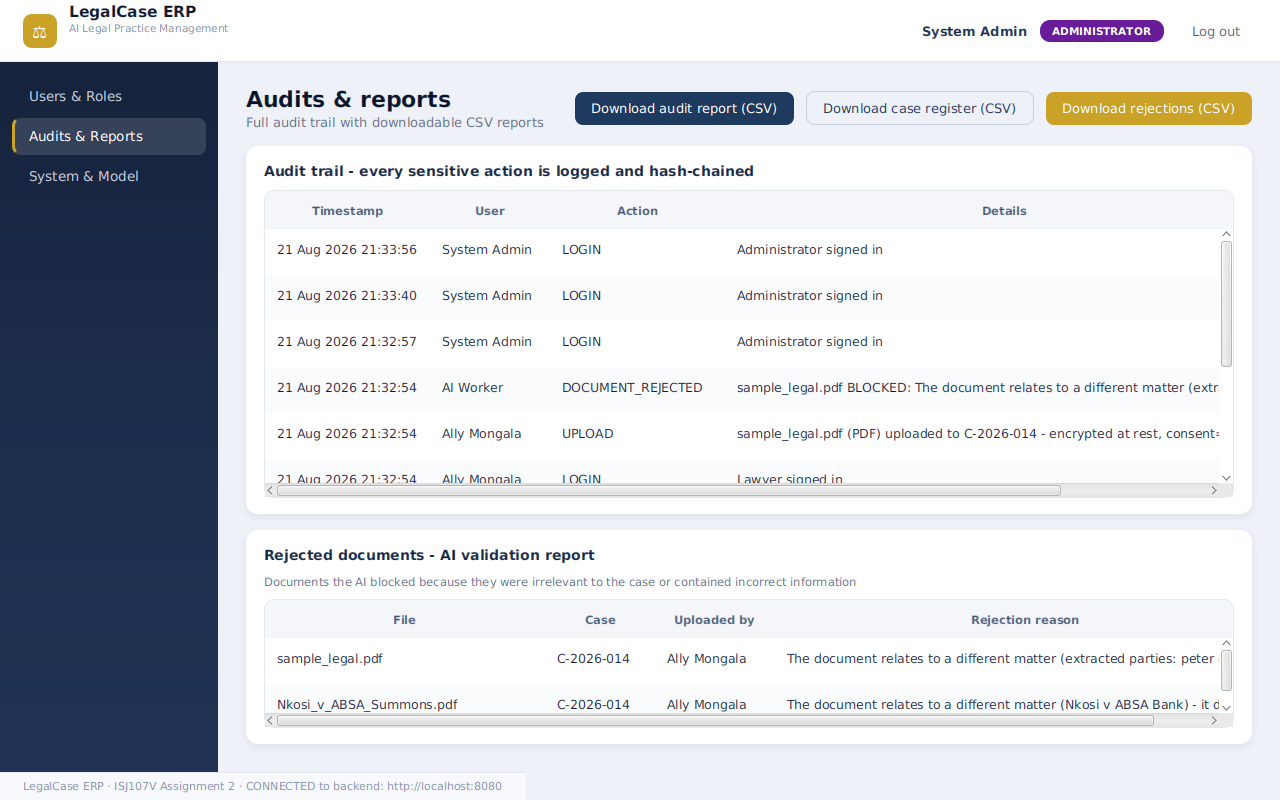 LegalCase ERP
AI Legal Practice Management
System Admin ADMINISTRATOR Log out
Users & Roles
Audits & Reports
System & Model
Audits & reports
Full audit trail with downloadable CSV reports
Download audit report (CSV) Download case register (CSV) Download rejections (CSV)
Audit trail - every sensitive action is logged and hash-chained
Timestamp User Action Details
21 Aug 2026 21:33:56 System Admin LOGIN Administrator signed in
21 Aug 2026 21:33:40 System Admin LOGIN Administrator signed in
21 Aug 2026 21:32:57 System Admin LOGIN Administrator signed in
21 Aug 2026 21:32:54 AI Worker DOCUMENT_REJECTED sample_legal.pdf BLOCKED: The document relates to a different matter (extr
21 Aug 2026 21:32:54 Ally Mongala UPLOAD sample_legal.pdf (PDF) uploaded to C-2026-014 - encrypted at rest, consent=
21 Aug 2026 21:32:54 Ally Mongala LOGIN Lawyer signed in
Rejected documents - AI validation report
Documents the AI blocked because they were irrelevant to the case or contained incorrect information
File Case Uploaded by Rejection reason
sample_legal.pdf C-2026-014 Ally Mongala The document relates to a different matter (extracted parties: peter
Nkosi_v_ABSA_Summons.pdf C-2026-014 Ally Mongala The document relates to a different matter (Nkosi v ABSA Bank) - it d
LegalCase ERP · ISJ107V Assignment 2 · CONNECTED to backend: http://localhost:8080